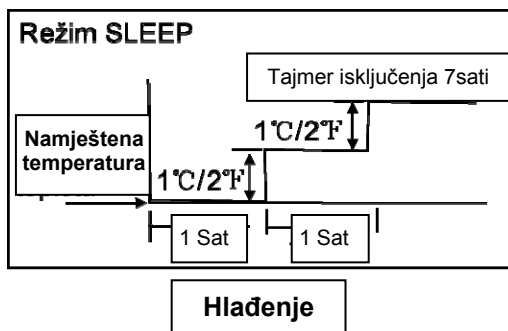 Režim SLEEP
Tajmer isključenja 7sati
1°C/2°F
Namještena
temperatura
1°C/2°F
1 Sat
1 Sat
Hlađenje